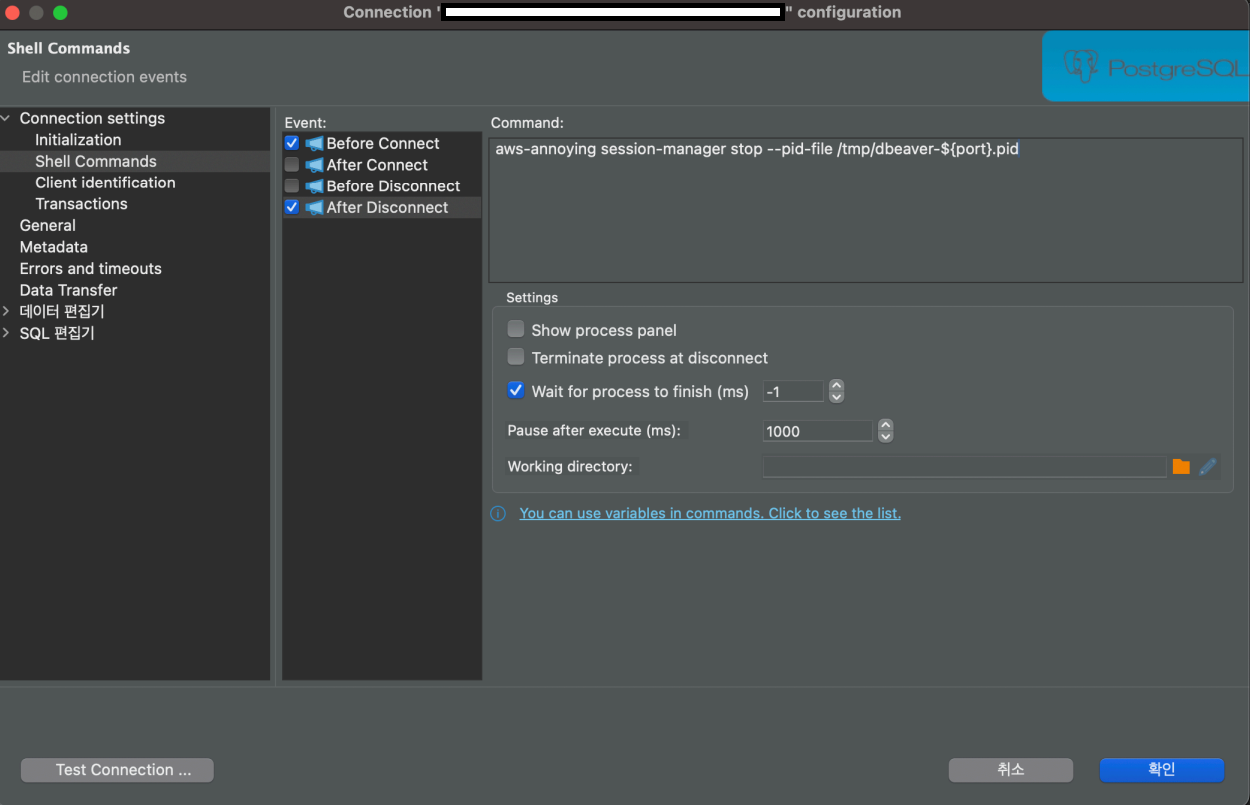 Connection " " configuration
Shell Commands
Edit connection events
PostgreSQL
Connection settings
Initialization
Shell Commands
Client identification
Transactions
General
Metadata
Errors and timeouts
Data Transfer
데이터 편집기
SQL 편집기
Event:
Before Connect
After Connect
Before Disconnect
After Disconnect
Command:
aws-annoying session-manager stop --pid-file /tmp/dbeaver-${port}.pid
Settings
Show process panel
Terminate process at disconnect
Wait for process to finish (ms) -1
Pause after execute (ms): 1000
Working directory:
You can use variables in commands. Click to see the list.
Test Connection ...
취소
확인